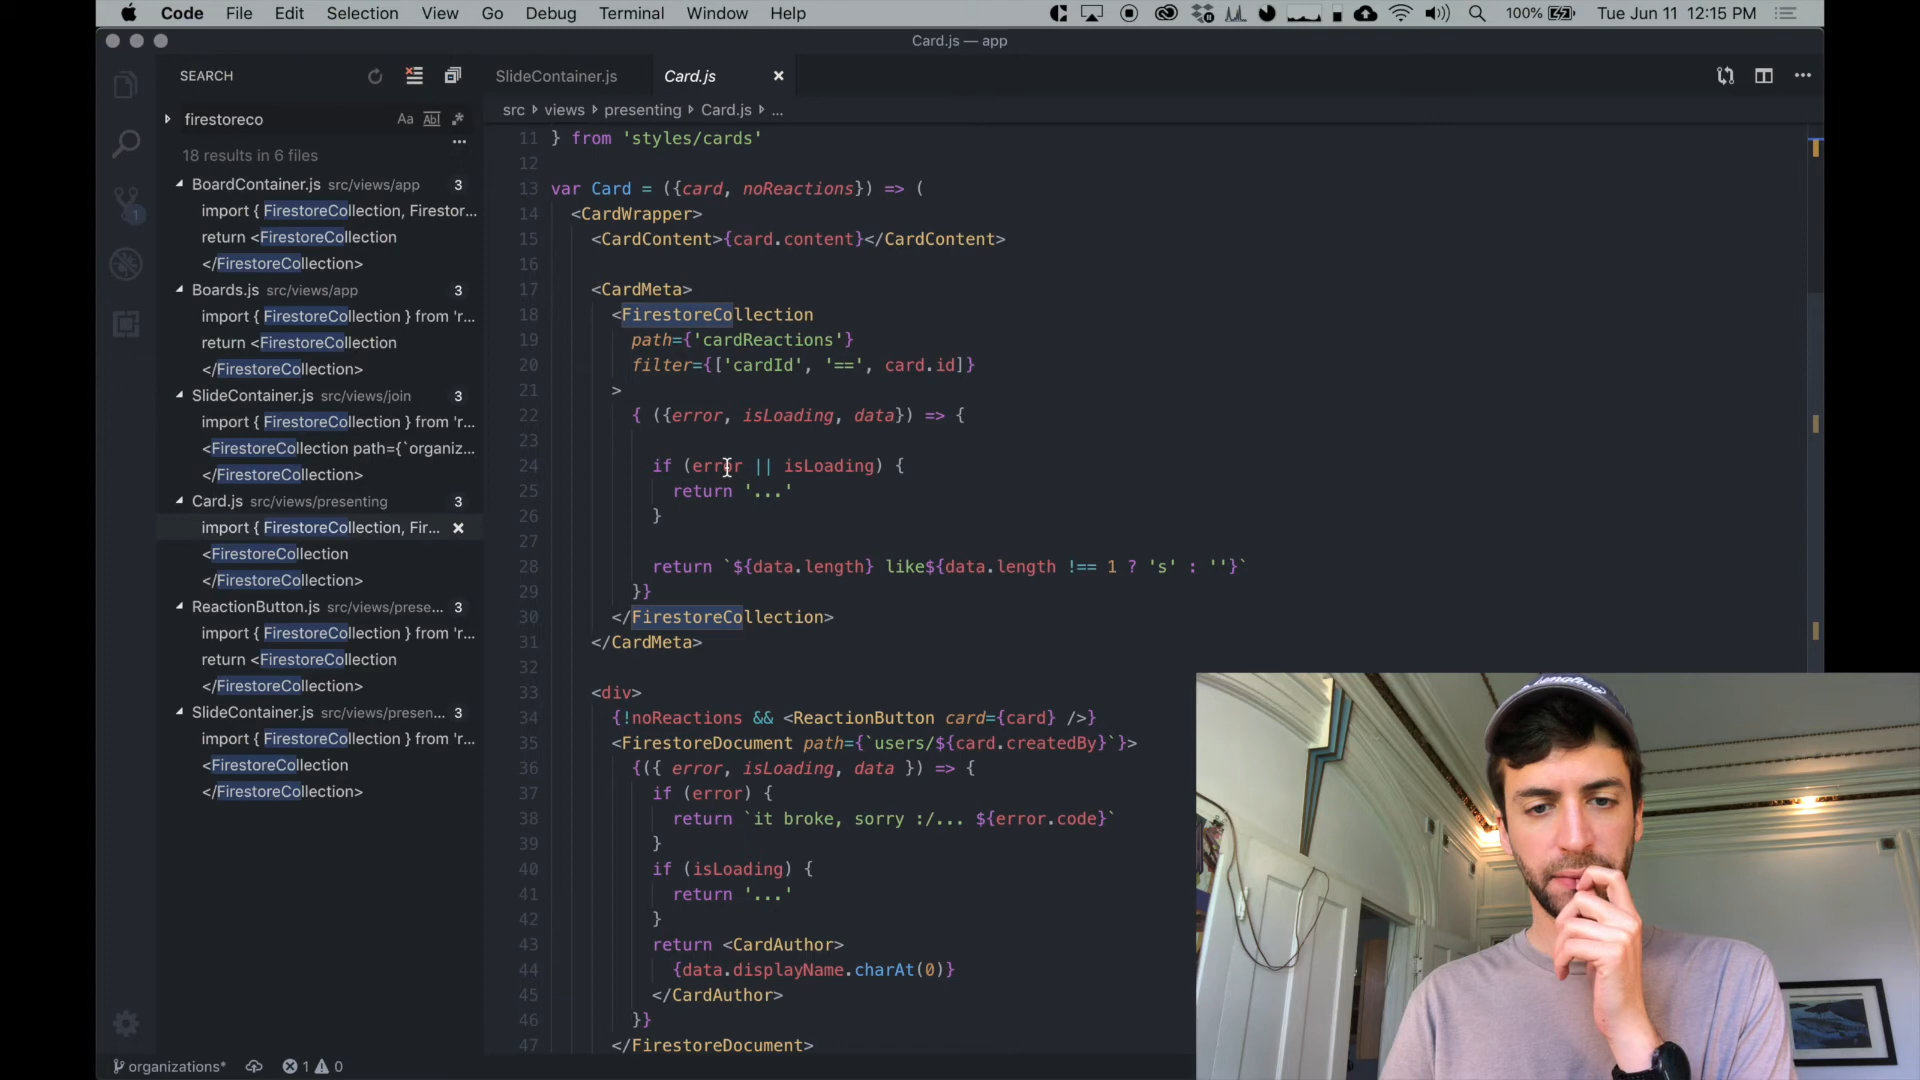 Code File Edit Selection View Go Debug Terminal Window Help 100% Tue Jun 11 12:15 PM
Card.js — app
SEARCH
SlideContainer.js Card.js
src views presenting Card.js ...
firestoreco Aa Abl .*
18 results in 6 files
BoardContainer.js src/views/app 3
import { FirestoreCollection, Firestor...
return <FirestoreCollection
</FirestoreCollection>
Boards.js src/views/app 3
import { FirestoreCollection } from 'r...
return <FirestoreCollection
</FirestoreCollection>
SlideContainer.js src/views/join 3
import { FirestoreCollection } from 'r...
<FirestoreCollection path={`organiz...
</FirestoreCollection>
Card.js src/views/presenting 3
import { FirestoreCollection, Fir...
<FirestoreCollection
</FirestoreCollection>
ReactionButton.js src/views/prese... 3
import { FirestoreCollection } from 'r...
return <FirestoreCollection
</FirestoreCollection>
SlideContainer.js src/views/presen... 3
import { FirestoreCollection } from 'r...
<FirestoreCollection
</FirestoreCollection>
11 } from 'styles/cards'
12
13 var Card = ({card, noReactions}) => (
14 <CardWrapper>
15 <CardContent>{card.content}</CardContent>
16
17 <CardMeta>
18 <FirestoreCollection
19 path={'cardReactions'}
20 filter={['cardId', '==', card.id]}
21 >
22 { ({error, isLoading, data}) => {
23
24 if (error || isLoading) {
25 return '...'
26 }
27
28 return `${data.length} like${data.length !== 1 ? 's' : ''}`
29 }}
30 </FirestoreCollection>
31 </CardMeta>
32
33 <div>
34 {!noReactions && <ReactionButton card={card} />}
35 <FirestoreDocument path={`users/${card.createdBy}`}>
36 {({ error, isLoading, data }) => {
37 if (error) {
38 return `it broke, sorry :/... ${error.code}`
39 }
40 if (isLoading) {
41 return '...'
42 }
43 return <CardAuthor>
44 {data.displayName.charAt(0)}
45 </CardAuthor>
46 }}
47 </FirestoreDocument>
organizations* 1 0
1